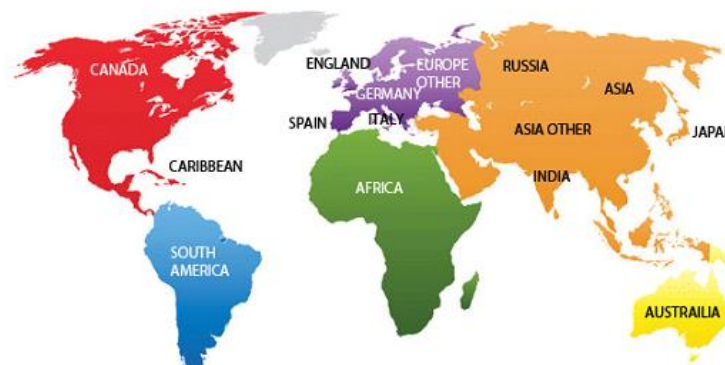 CANADA
ENGLAND
EUROPE
OTHER
RUSSIA
GERMANY
ASIA
SPAIN
ITALY
ASIA OTHER
JAPA
CARIBBEAN
INDIA
AFRICA
SOUTH
AMERICA
AUSTRAILIA